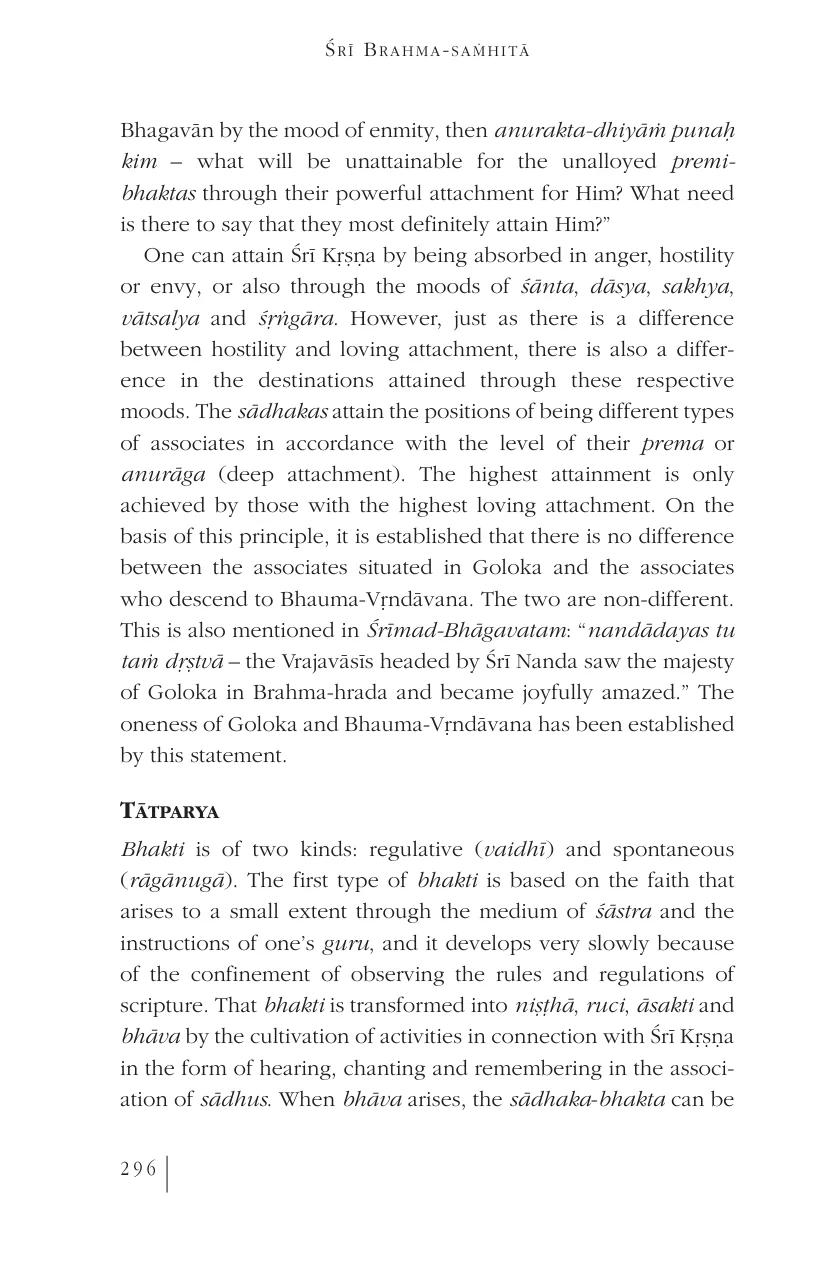 Śrī Brahma-saṁhitā
Bhagavān by the mood of enmity, then anurakta-dhiyāṁ punaḥ
kim – what will be unattainable for the unalloyed premi-
bhaktas through their powerful attachment for Him? What need
is there to say that they most definitely attain Him?”
One can attain Śrī Kṛṣṇa by being absorbed in anger, hostility
or envy, or also through the moods of śānta, dāsya, sakhya,
vātsalya and śṛṅgāra. However, just as there is a difference
between hostility and loving attachment, there is also a differ-
ence in the destinations attained through these respective
moods. The sādhakas attain the positions of being different types
of associates in accordance with the level of their prema or
anurāga (deep attachment). The highest attainment is only
achieved by those with the highest loving attachment. On the
basis of this principle, it is established that there is no difference
between the associates situated in Goloka and the associates
who descend to Bhauma-Vṛndāvana. The two are non-different.
This is also mentioned in Śrīmad-Bhāgavatam: “nandādayas tu
taṁ dṛṣtvā – the Vrajavāsīs headed by Śrī Nanda saw the majesty
of Goloka in Brahma-hrada and became joyfully amazed.” The
oneness of Goloka and Bhauma-Vṛndāvana has been established
by this statement.
Tātparya
Bhakti is of two kinds: regulative (vaidhī) and spontaneous
(rāgānugā). The first type of bhakti is based on the faith that
arises to a small extent through the medium of śāstra and the
instructions of one’s guru, and it develops very slowly because
of the confinement of observing the rules and regulations of
scripture. That bhakti is transformed into niṣṭhā, ruci, āsakti and
bhāva by the cultivation of activities in connection with Śrī Kṛṣṇa
in the form of hearing, chanting and remembering in the associ-
ation of sādhus. When bhāva arises, the sādhaka-bhakta can be
296